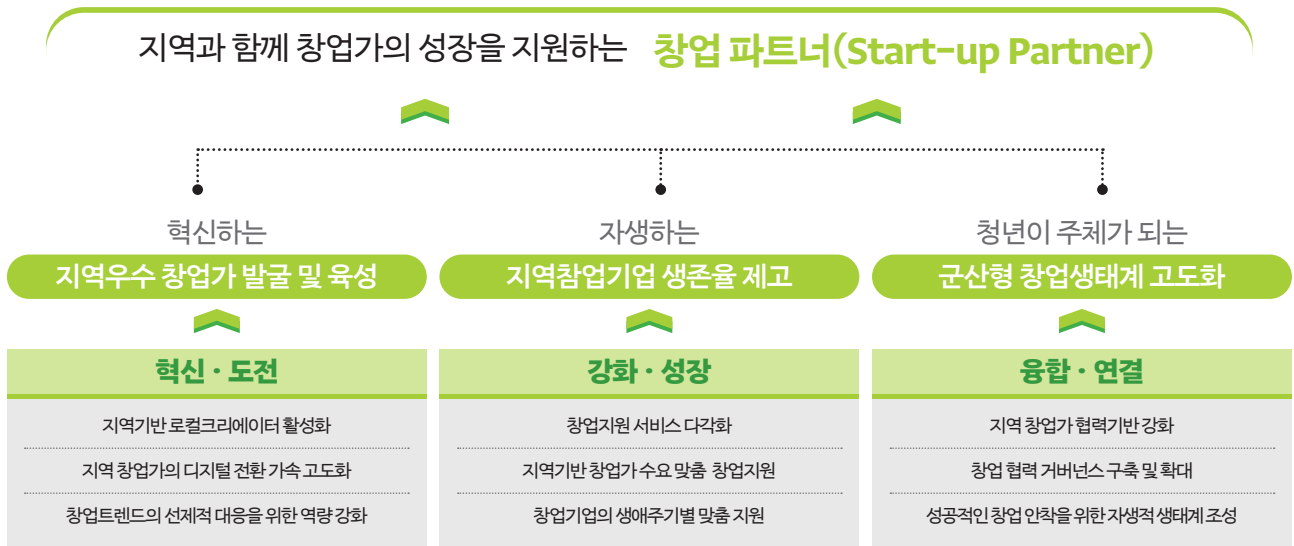 지역과 함께 창업가의 성장을 지원하는 창업 파트너(Start-up Partner)
혁신하는
지역우수 창업가 발굴 및 육성
혁신 · 도전
지역기반 로컬크리에이터 활성화
지역 창업가의 디지털 전환 가속 고도화
창업트렌드의 선제적 대응을 위한 역량 강화
자생하는
지역참업기업 생존율 제고
강화 · 성장
창업지원 서비스 다각화
지역기반 창업가 수요 맞춤 창업지원
창업기업의 생애주기별 맞춤 지원
청년이 주체가 되는
군산형 창업생태계 고도화
융합 · 연결
지역 창업가 협력기반 강화
창업 협력 거버넌스 구축 및 확대
성공적인 창업 안착을 위한 자생적 생태계 조성